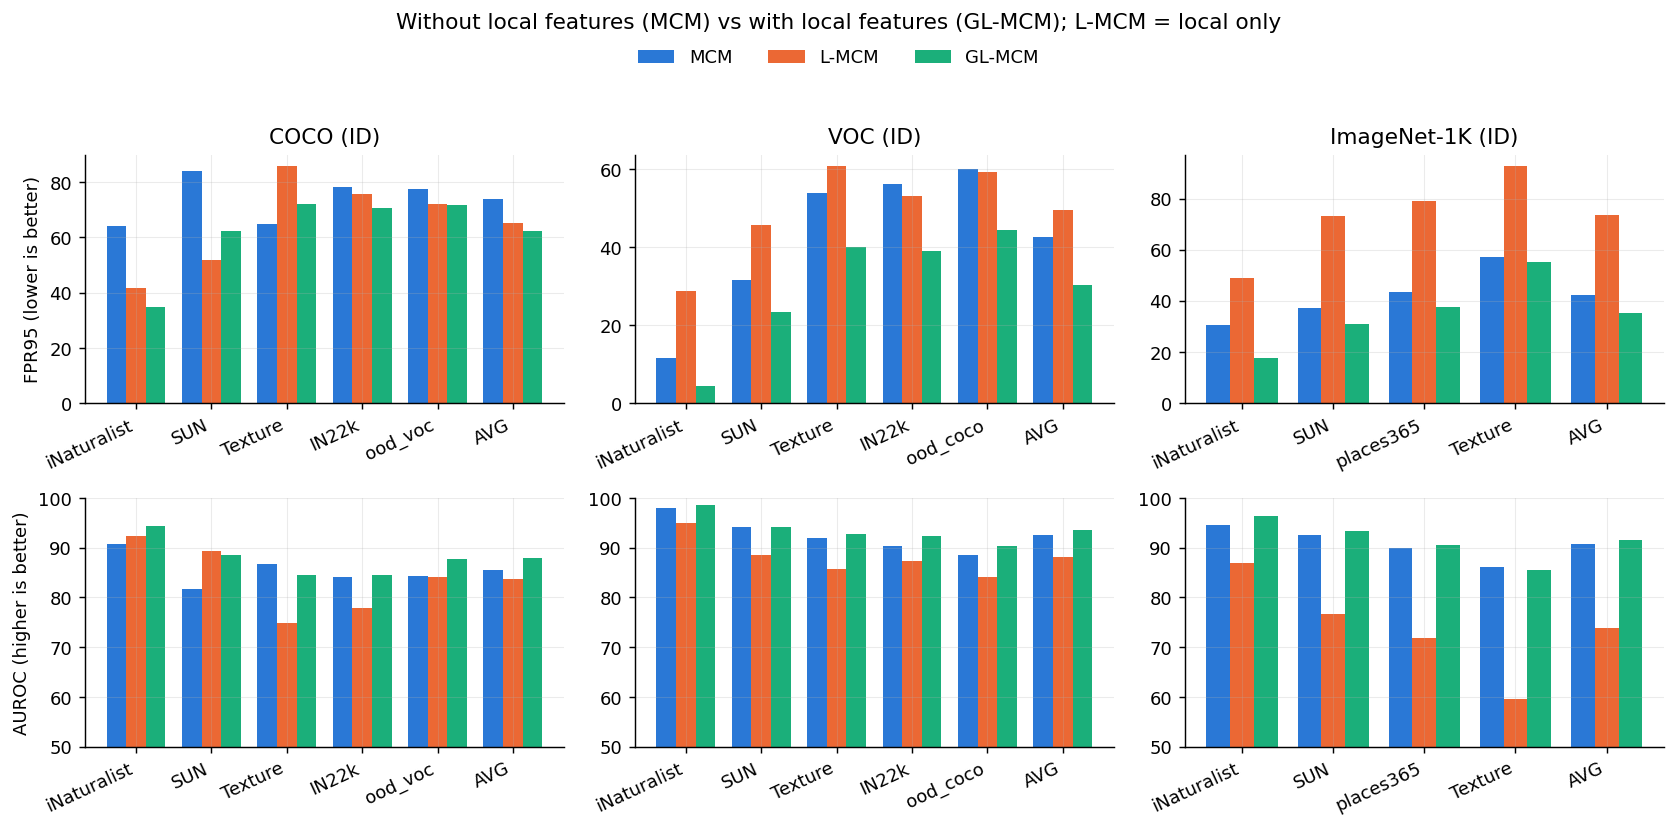 Without local features (MCM) vs with local features (GL-MCM); L-MCM = local only
MCM L-MCM GL-MCM
COCO (ID)
FPR95 (lower is better)
80
60
40
20
0
iNaturalist SUN Texture IN22k ood_voc AVG
VOC (ID)
60
40
20
0
iNaturalist SUN Texture IN22k ood_coco AVG
ImageNet-1K (ID)
80
60
40
20
0
iNaturalist SUN places365 Texture AVG
AUROC (higher is better)
100
90
80
70
60
50
iNaturalist SUN Texture IN22k ood_voc AVG
100
90
80
70
60
50
iNaturalist SUN Texture IN22k ood_coco AVG
100
90
80
70
60
50
iNaturalist SUN places365 Texture AVG